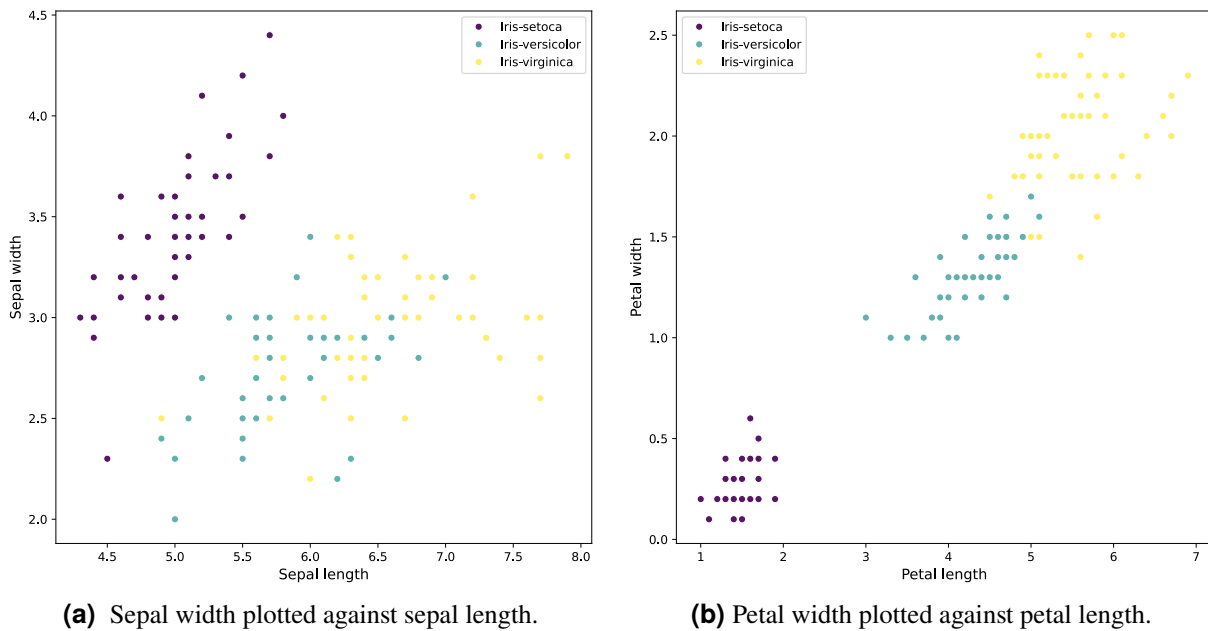 Iris-setoca
Iris-versicolor
Iris-virginica
4.5
4.0
3.5
3.0
2.5
2.0
Sepal width
4.5 5.0 5.5 6.0 6.5 7.0 7.5 8.0
Sepal length
(a) Sepal width plotted against sepal length.
Iris-setoca
Iris-versicolor
Iris-virginica
2.5
2.0
1.5
1.0
0.5
0.0
Petal width
1 2 3 4 5 6 7
Petal length
(b) Petal width plotted against petal length.